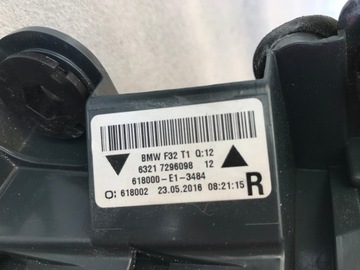 BMW F32 T1 Q:12
6321 7296098 12
618000-E1-3484
O: 618002 23.05.2016 08:21:15
R